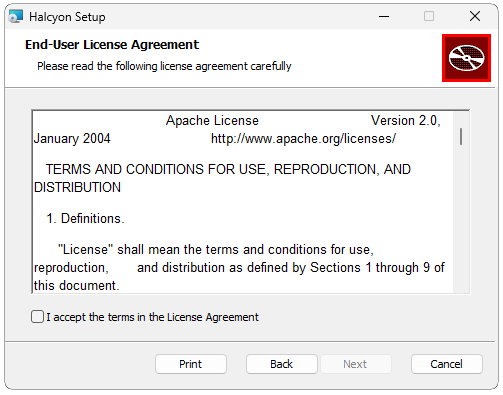 Halcyon Setup
End-User License Agreement
Please read the following license agreement carefully
Apache License Version 2.0,
January 2004 http://www.apache.org/licenses/
TERMS AND CONDITIONS FOR USE, REPRODUCTION, AND
DISTRIBUTION
1. Definitions.
"License" shall mean the terms and conditions for use,
reproduction, and distribution as defined by Sections 1 through 9 of
this document.
I accept the terms in the License Agreement
Print Back Next Cancel